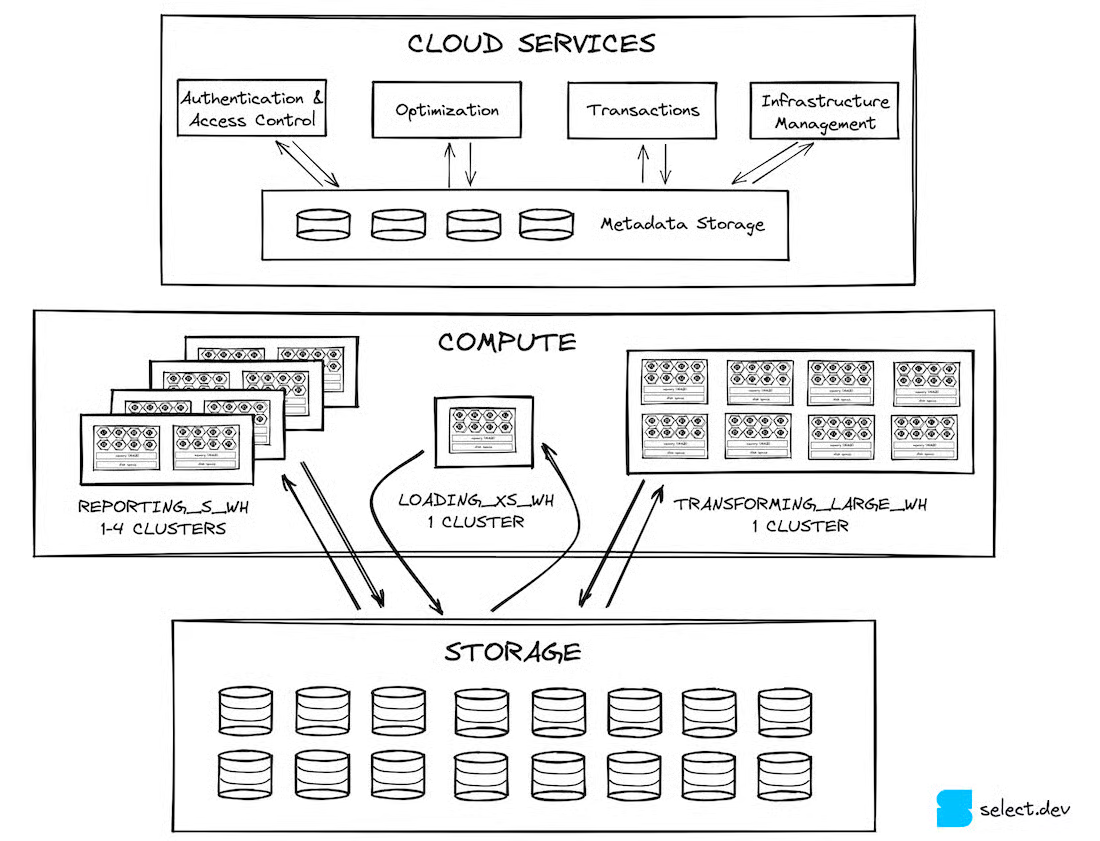 CLOUD SERVICES
Authentication &
Access Control
Optimization
Transactions
Infrastructure
Management
Metadata Storage
COMPUTE
REPORTING_S_WH
1-4 CLUSTERS
LOADING_XS_WH
1 CLUSTER
TRANSFORMING_LARGE_WH
1 CLUSTER
STORAGE
select.dev